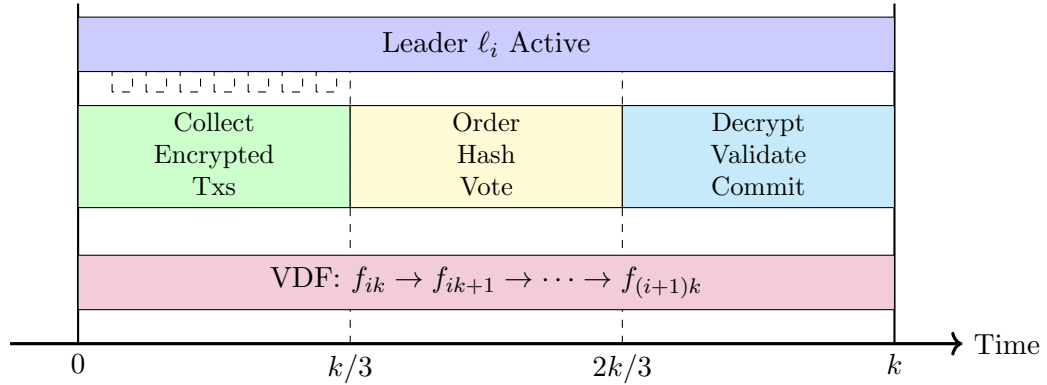 Leader ℓᵢ Active
Collect
Encrypted
Txs
Order
Hash
Vote
Decrypt
Validate
Commit
VDF: f_{ik} → f_{ik+1} → ⋯ → f_{(i+1)k}
0
k/3
2k/3
k
Time